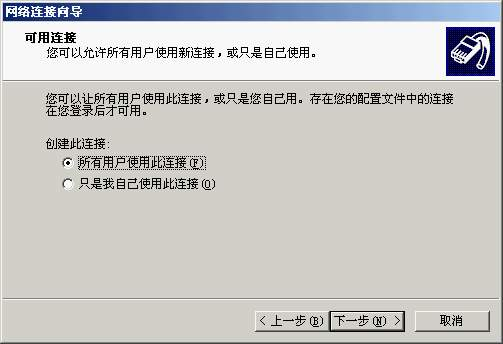 网络连接向导
可用连接
您可以允许所有用户使用新连接，或只是自己使用。
您可以让所有用户使用此连接，或只是您自己用。存在您的配置文件中的连接
在您登录后才可用。
创建此连接:
所有用户使用此连接(F)
只是我自己使用此连接(O)
< 上一步(B) 下一步(N) > 取消